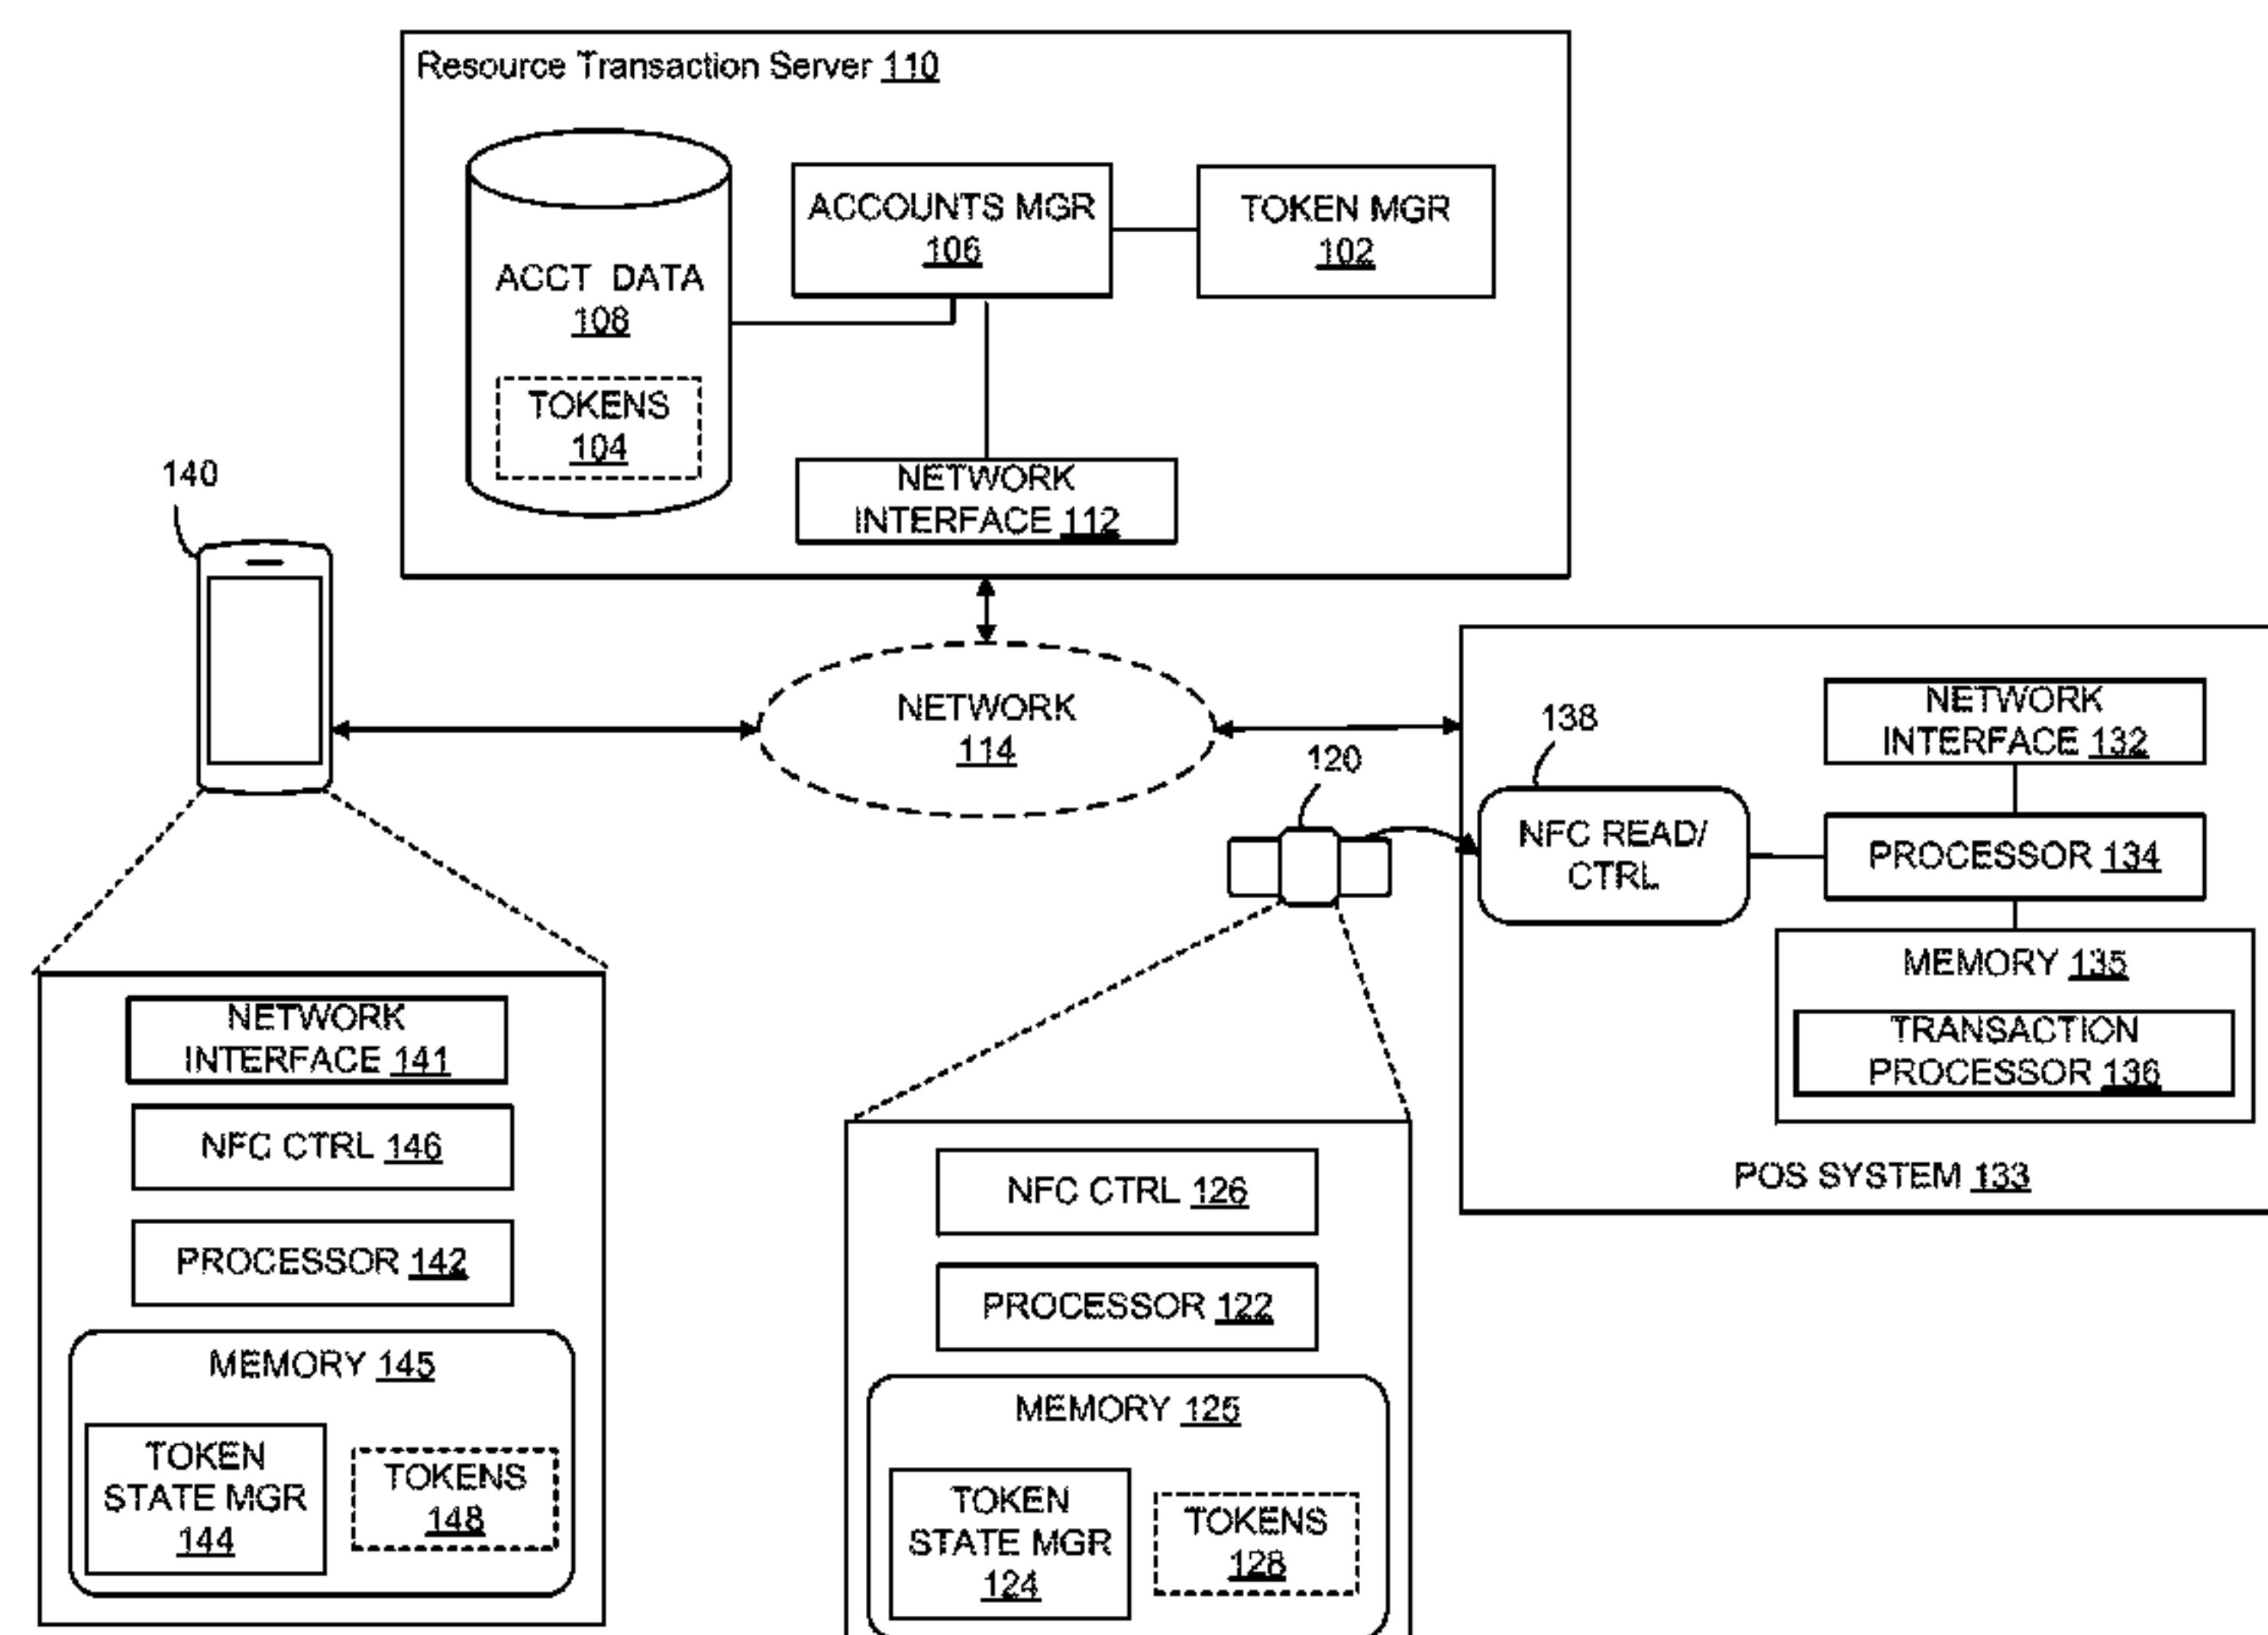 Resource Transaction Server 110
ACCT DATA
108
TOKENS
104
ACCOUNTS MGR
106
TOKEN MGR
102
NETWORK
INTERFACE 112
140
NETWORK
114
120
138
NFC READ/
CTRL
NETWORK
INTERFACE 132
PROCESSOR 134
MEMORY 135
TRANSACTION
PROCESSOR 136
POS SYSTEM 133
NETWORK
INTERFACE 141
NFC CTRL 146
PROCESSOR 142
MEMORY 145
TOKEN
STATE MGR
144
TOKENS
148
NFC CTRL 126
PROCESSOR 122
MEMORY 125
TOKEN
STATE MGR
124
TOKENS
128